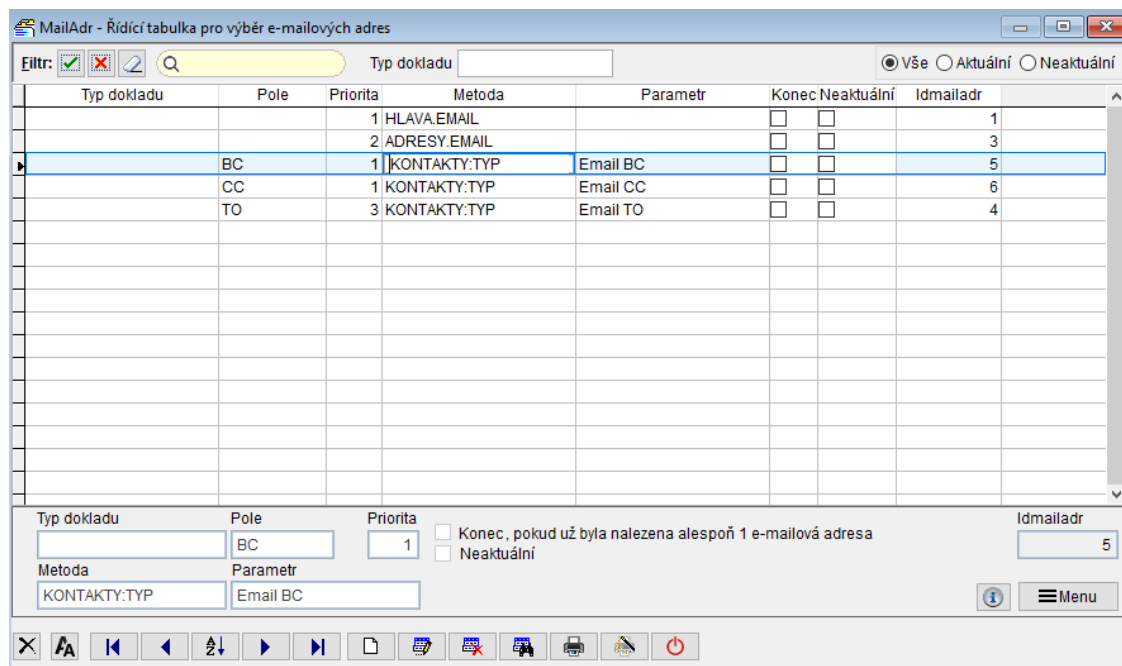 MailAdr - Řídící tabulka pro výběr e-mailových adres
Filtr: Typ dokladu Vše Aktuální Neaktuální
Typ dokladu Pole Priorita Metoda Parametr Konec Neaktuální Idmailadr
1 HLAVA.EMAIL 1
2 ADRESY.EMAIL 3
BC 1 KONTAKTY:TYP Email BC 5
CC 1 KONTAKTY:TYP Email CC 6
TO 3 KONTAKTY:TYP Email TO 4
Typ dokladu Pole Priorita Idmailadr
Konec, pokud už byla nalezena alespoň 1 e-mailová adresa
BC 1 5
Neaktuální
Metoda Parametr
KONTAKTY:TYP Email BC Menu